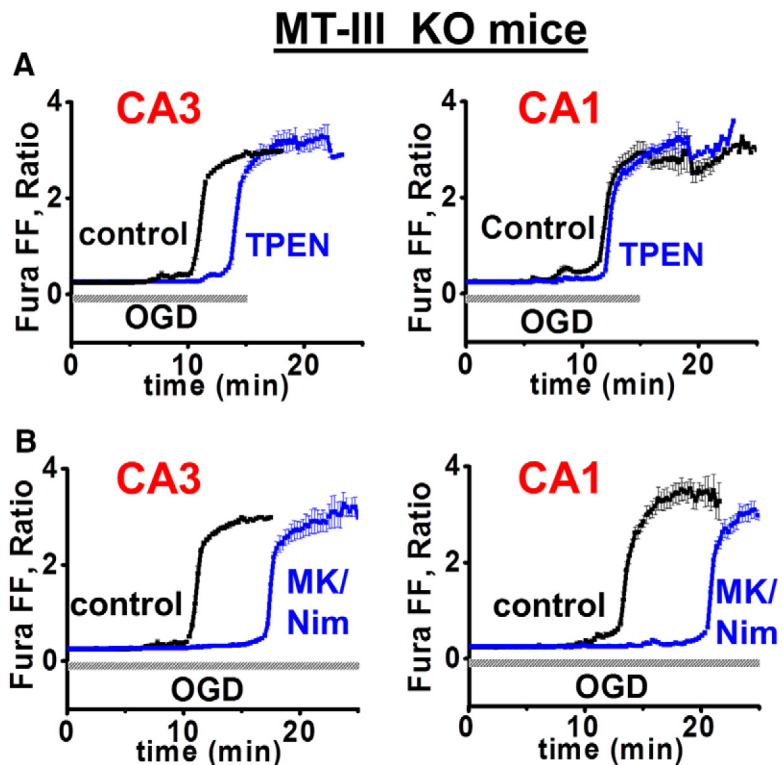 MT-III KO mice
A
CA3
Fura FF, Ratio
4
2
0
control
TPEN
OGD
0 10 20
time (min)
CA1
Fura FF, Ratio
4
2
0
Control
TPEN
OGD
0 10 20
time (min)
B
CA3
Fura FF, Ratio
4
2
0
control
MK/
Nim
OGD
0 10 20
time (min)
CA1
Fura FF, Ratio
4
2
0
control
MK/
Nim
OGD
0 10 20
time (min)